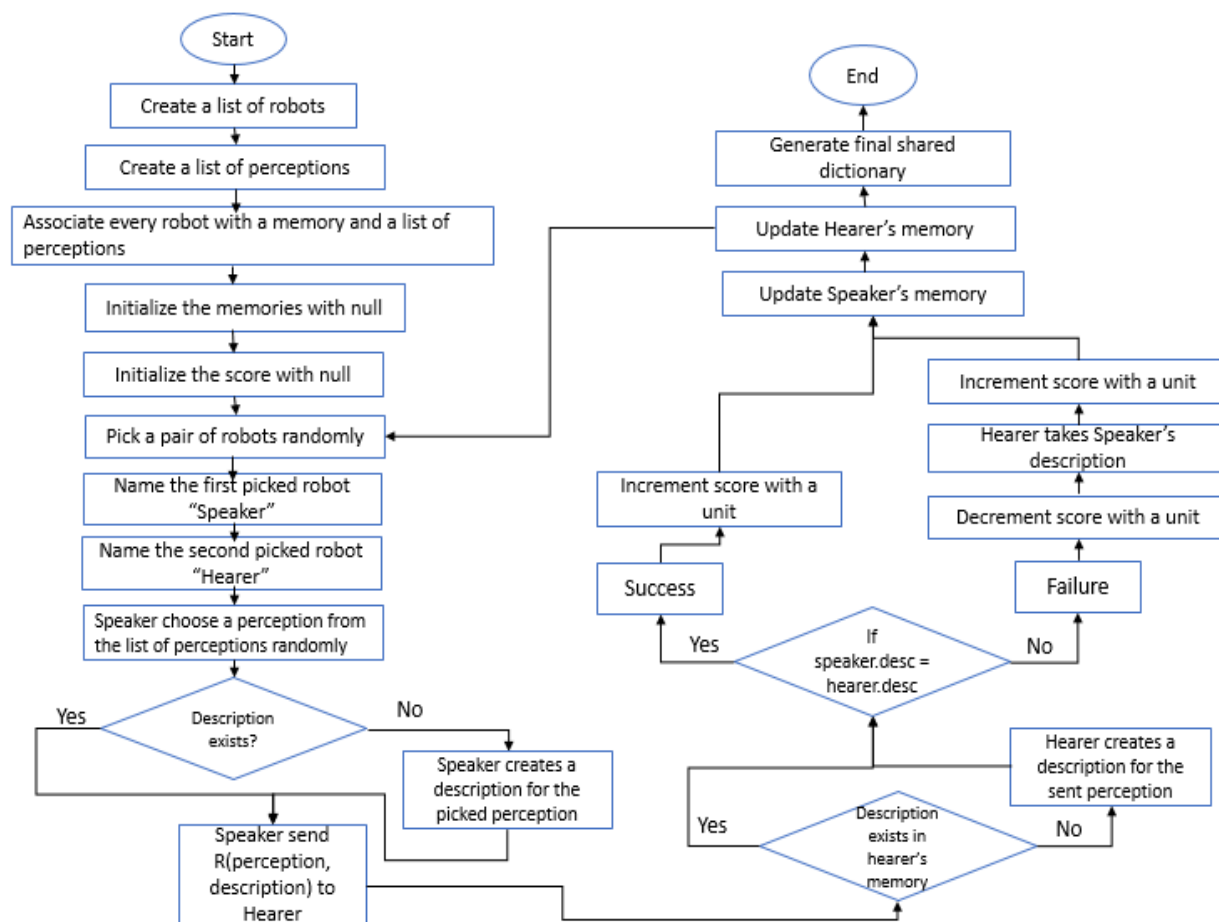 Start
Create a list of robots
Create a list of perceptions
Associate every robot with a memory and a list of
perceptions
Initialize the memories with null
Initialize the score with null
Pick a pair of robots randomly
Name the first picked robot
“Speaker”
Name the second picked robot
“Hearer”
Speaker choose a perception from
the list of perceptions randomly
Description
exists?
Yes
No
Speaker creates a
description for the
picked perception
Speaker send
R(perception,
description) to
Hearer
Description
exists in
hearer’s
memory
Yes
No
Hearer creates a
description for the
sent perception
If
speaker.desc =
hearer.desc
Yes
No
Success
Increment score with a
unit
Failure
Decrement score with a unit
Hearer takes Speaker’s
description
Increment score with a unit
Update Speaker’s memory
Update Hearer’s memory
Generate final shared
dictionary
End